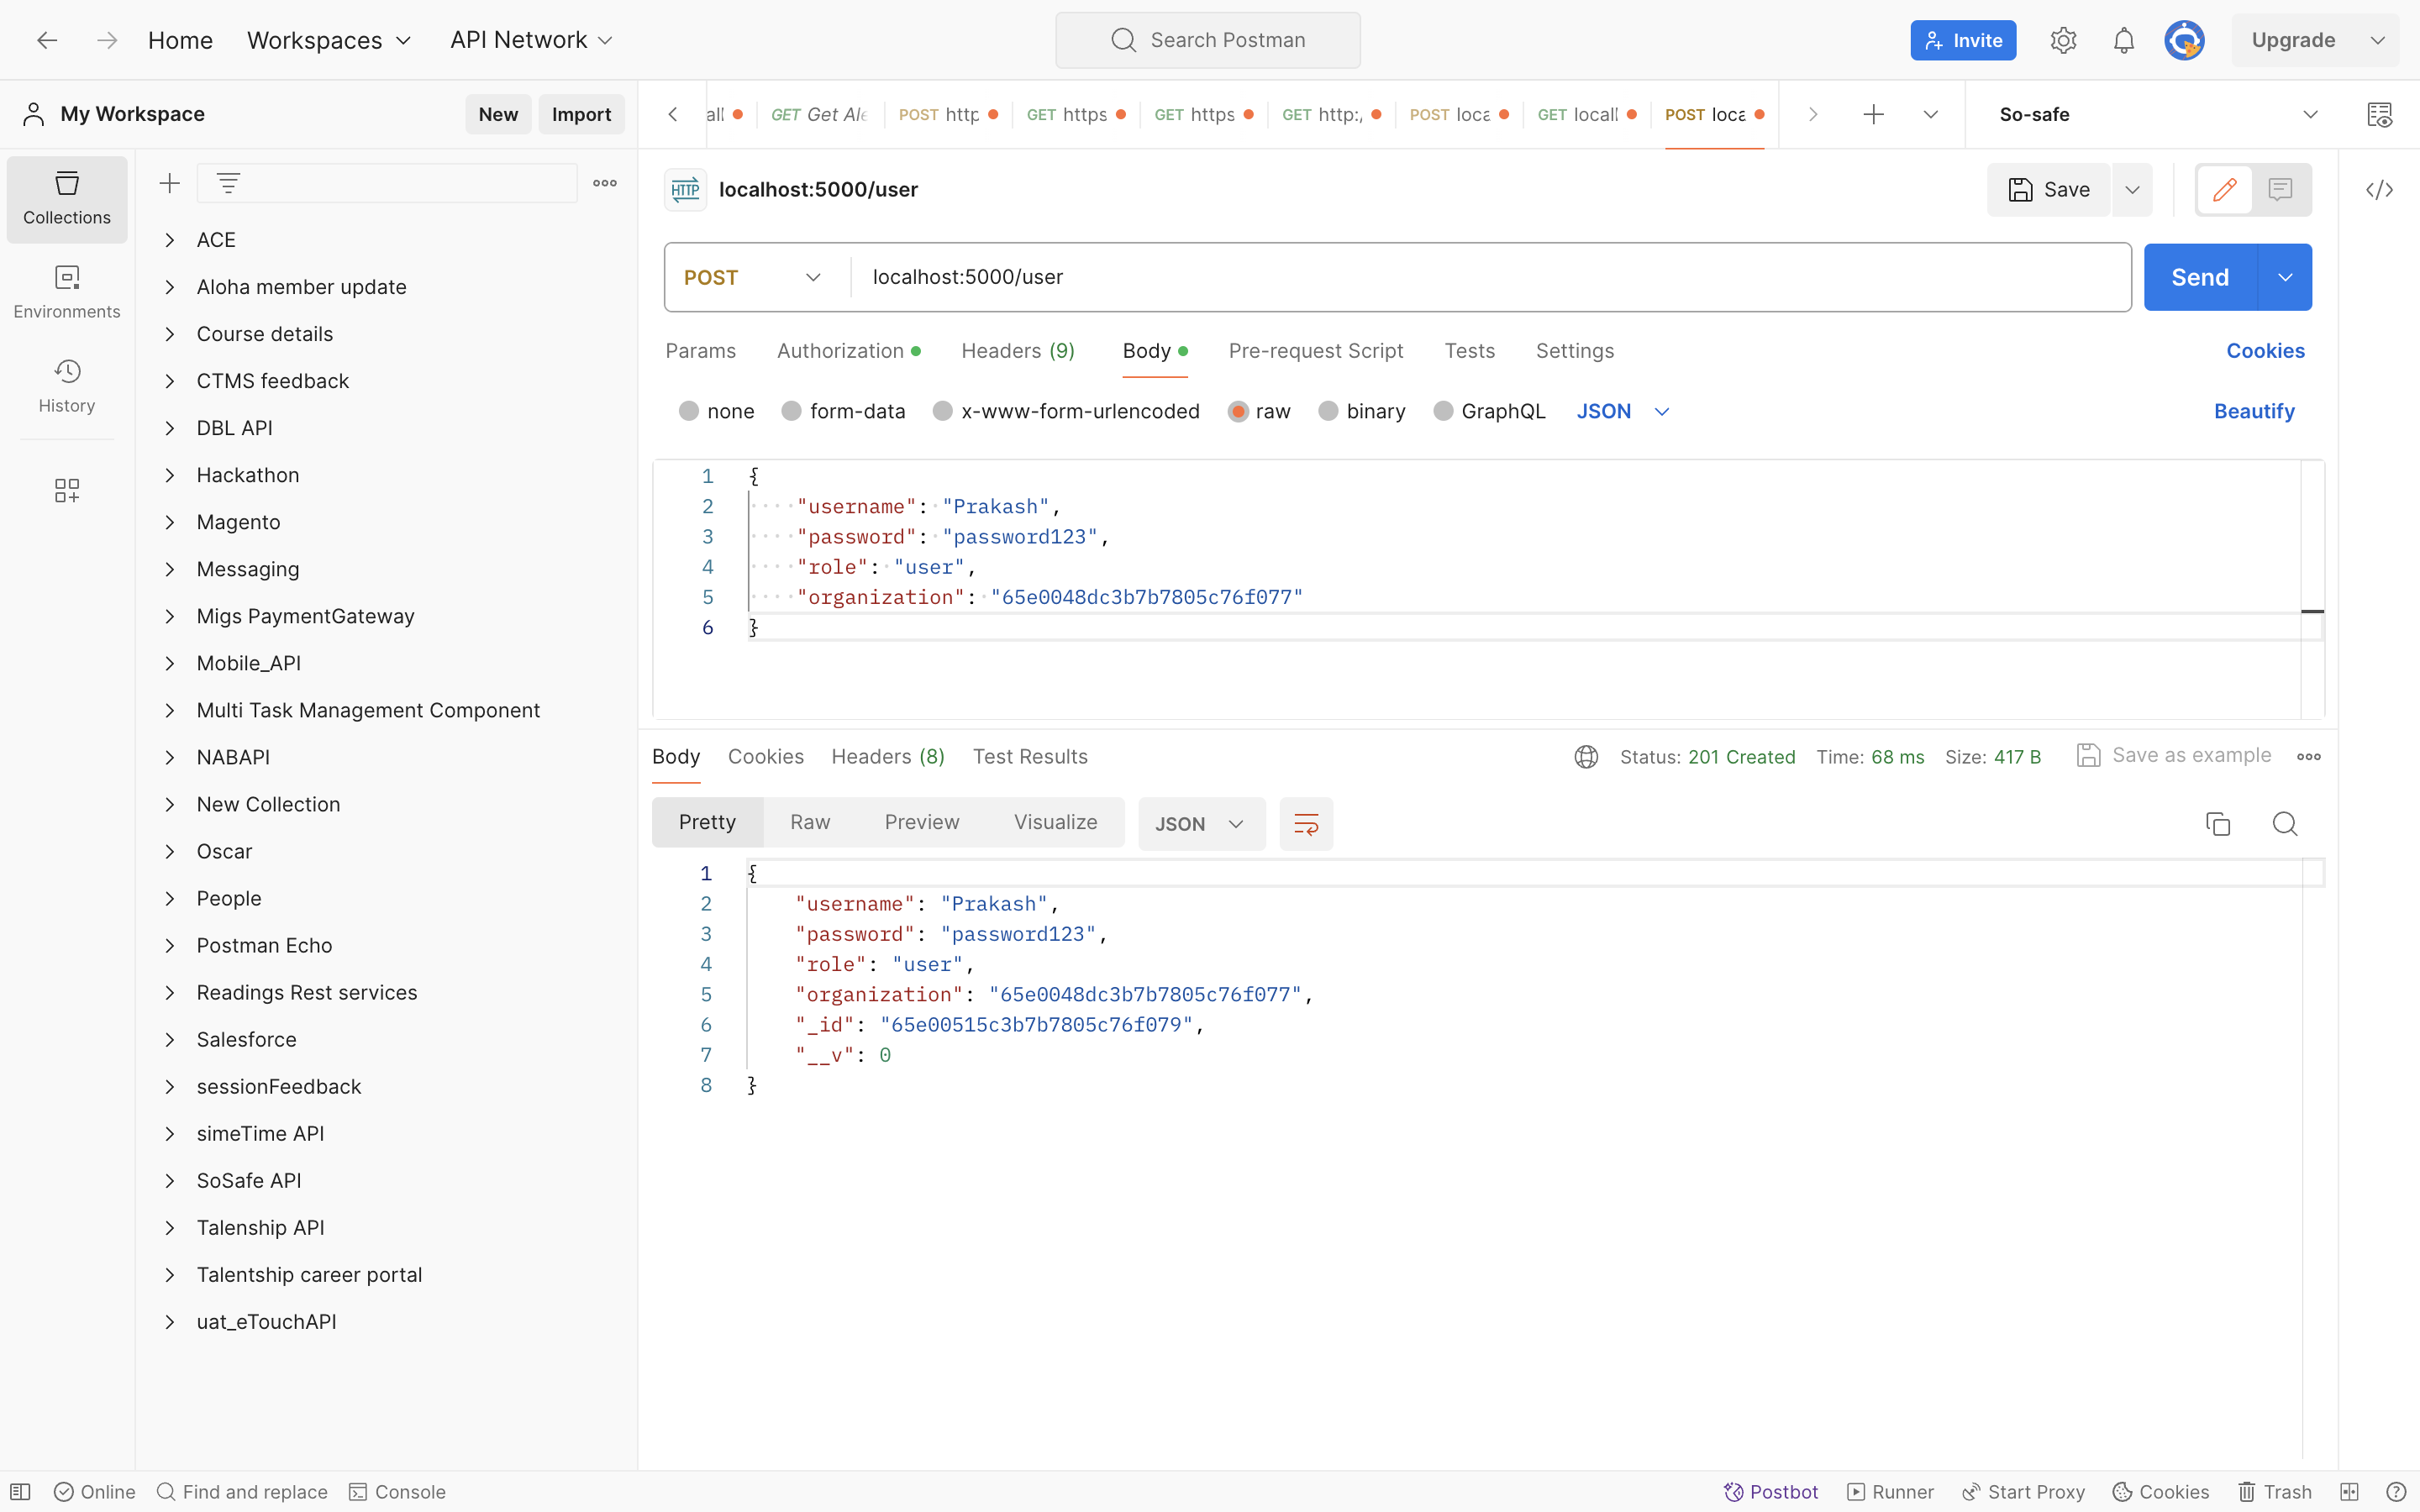 Home Workspaces API Network Search Postman Invite Upgrade
My Workspace New Import
GET Get Ale POST http GET https GET https GET http:/ POST loca GET locall POST loca So-safe
Collections
Environments
History
ACE
Aloha member update
Course details
CTMS feedback
DBL API
Hackathon
Magento
Messaging
Migs PaymentGateway
Mobile_API
Multi Task Management Component
NABAPI
New Collection
Oscar
People
Postman Echo
Readings Rest services
Salesforce
sessionFeedback
simeTime API
SoSafe API
Talenship API
Talentship career portal
uat_eTouchAPI
HTTP localhost:5000/user Save </>
POST localhost:5000/user Send
Params Authorization Headers (9) Body Pre-request Script Tests Settings Cookies
none form-data x-www-form-urlencoded raw binary GraphQL JSON Beautify
1 {
2 "username": "Prakash",
3 "password": "password123",
4 "role": "user",
5 "organization": "65e0048dc3b7b7805c76f077"
6 }
Body Cookies Headers (8) Test Results Status: 201 Created Time: 68 ms Size: 417 B Save as example
Pretty Raw Preview Visualize JSON
1 {
2 "username": "Prakash",
3 "password": "password123",
4 "role": "user",
5 "organization": "65e0048dc3b7b7805c76f077",
6 "_id": "65e00515c3b7b7805c76f079",
7 "__v": 0
8 }
Online Find and replace Console Postbot Runner Start Proxy Cookies Trash